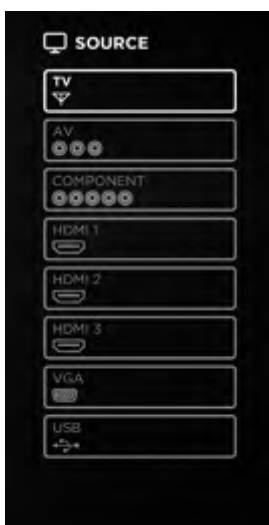 SOURCE
TV
AV
COMPONENT
HDMI 1
HDMI 2
HDMI 3
VGA
USB